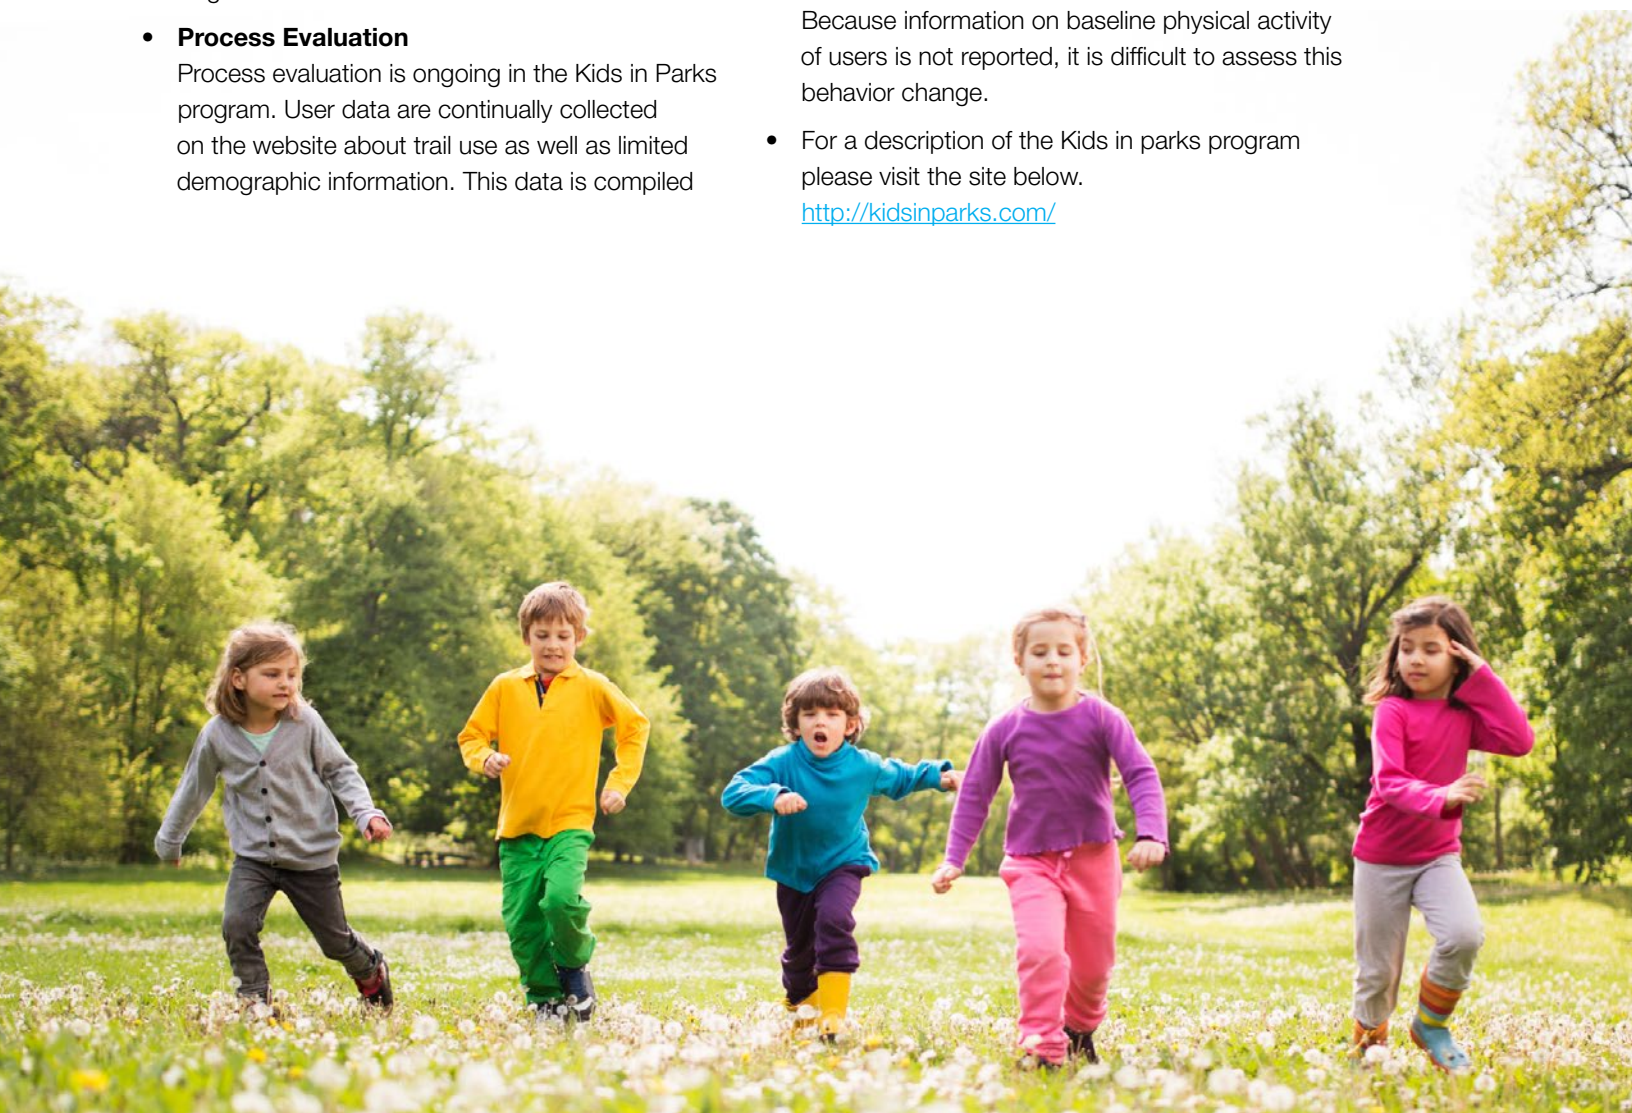 • Process Evaluation
Process evaluation is ongoing in the Kids in Parks
program. User data are continually collected
on the website about trail use as well as limited
demographic information. This data is compiled
Because information on baseline physical activity
of users is not reported, it is difficult to assess this
behavior change.
• For a description of the Kids in parks program
please visit the site below.
http://kidsinparks.com/